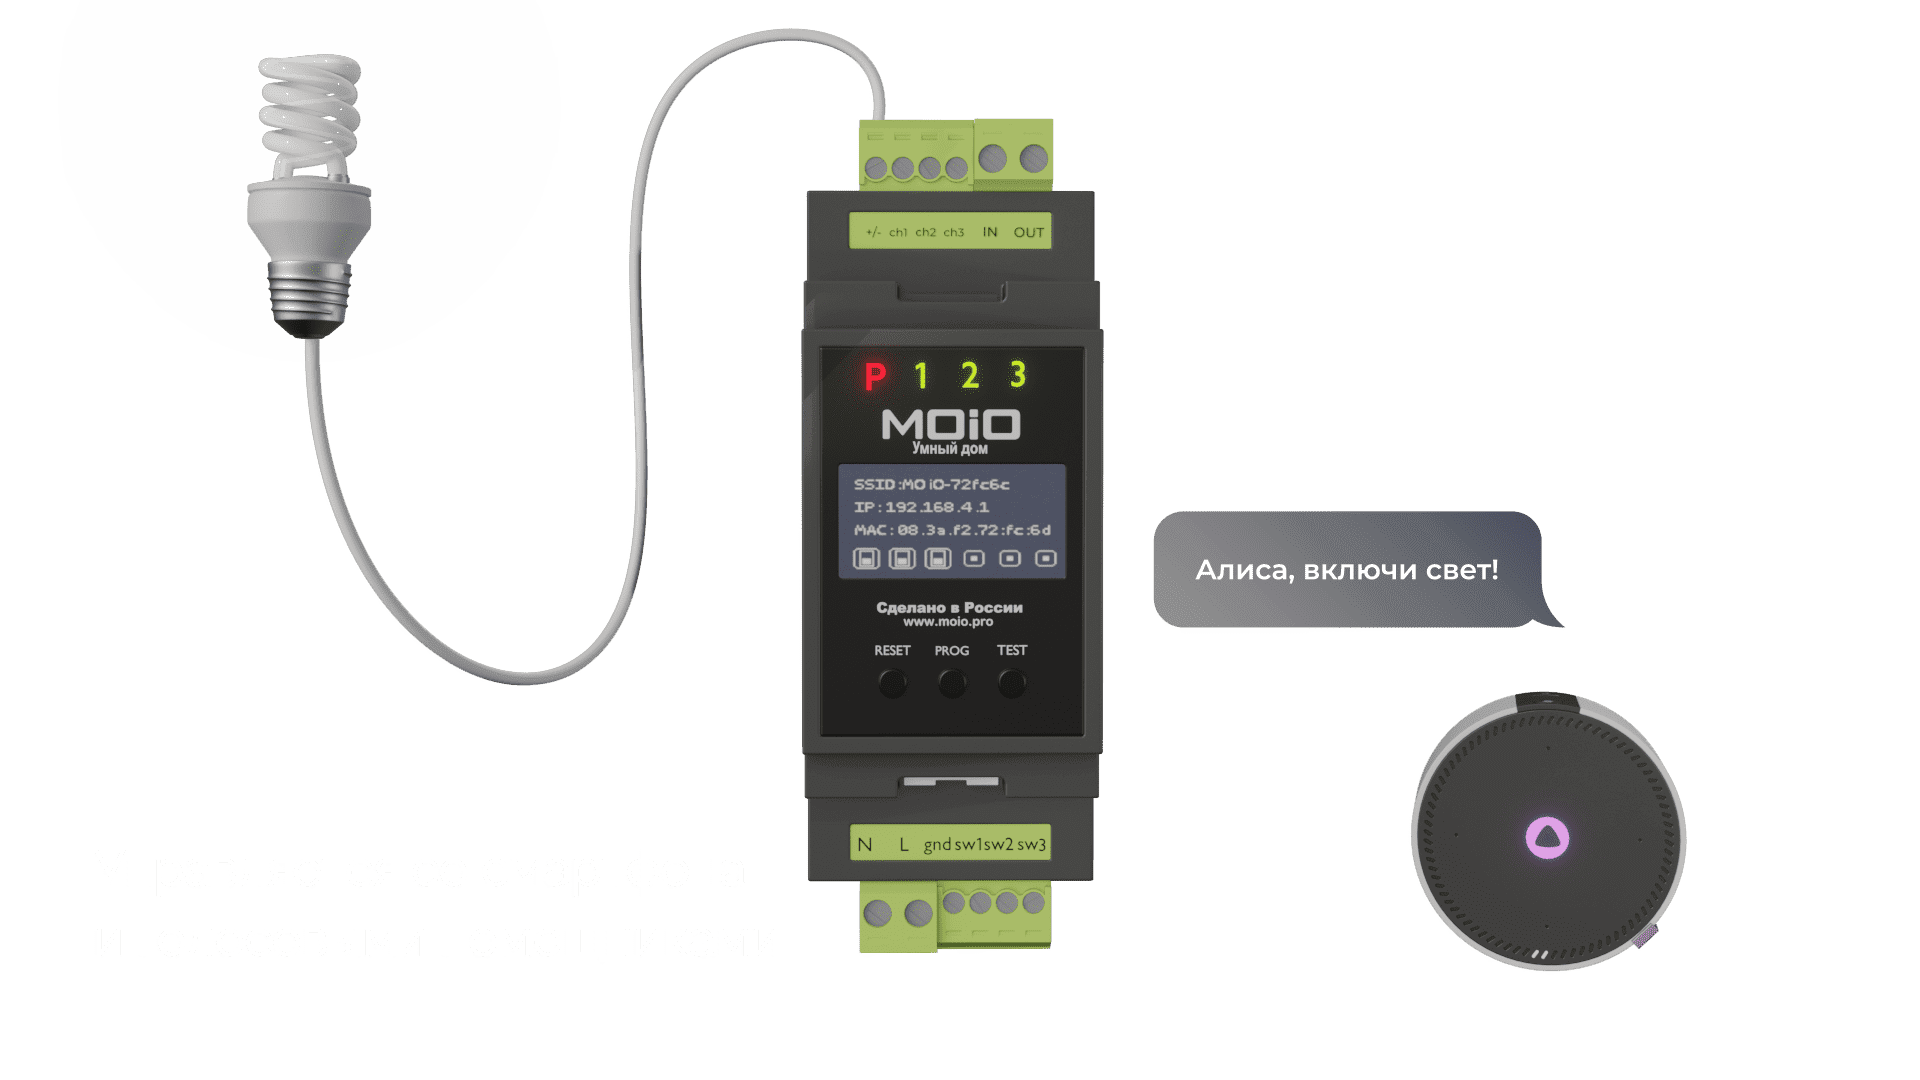 +/- ch1 ch2 ch3 IN OUT
P 1 2 3
MOiO
Умный дом
SSID:MOiO-72fc6c
IP:192.168.4.1
MAC:08.3a.f2.72:fc:6d
Сделано в России
www.moio.pro
RESET PROG TEST
N L gnd sw1 sw2 sw3
Алиса, включи свет!